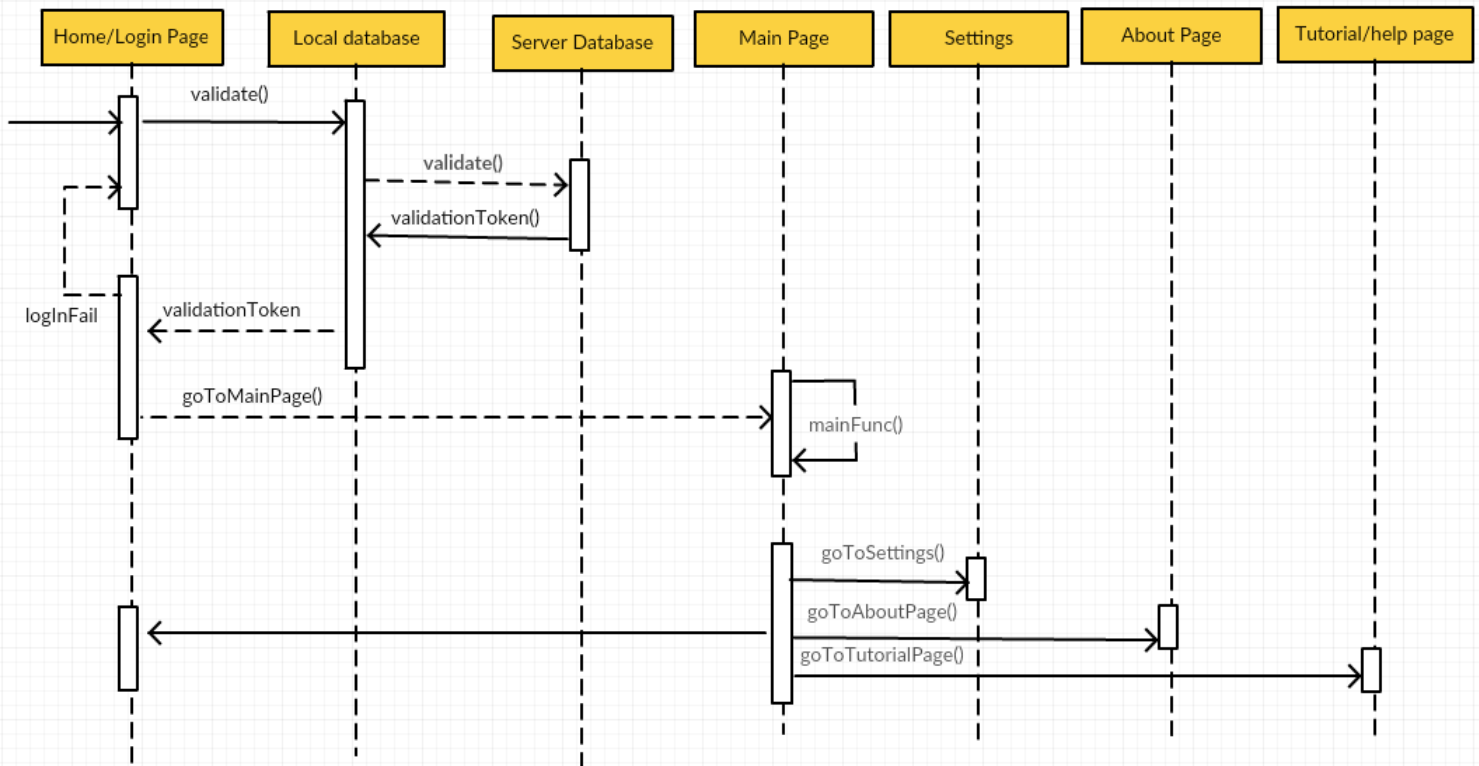 Home/Login Page
Local database
Server Database
Main Page
Settings
About Page
Tutorial/help page
validate()
validate()
validationToken()
logInFail
validationToken
goToMainPage()
mainFunc()
goToSettings()
goToAboutPage()
goToTutorialPage()